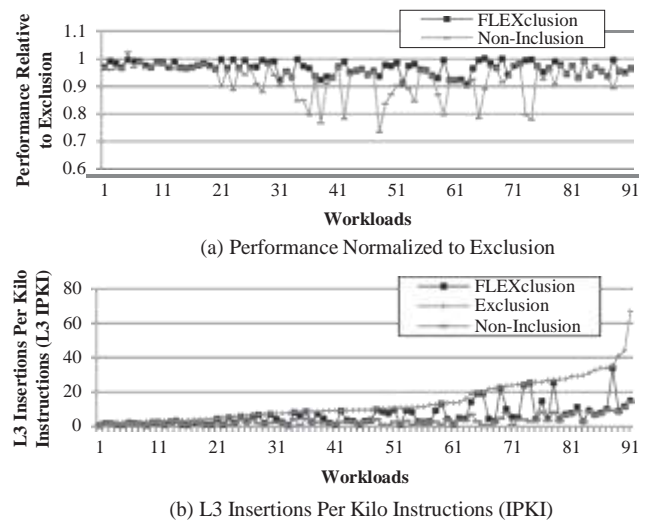 1.1
1
0.9
0.8
0.7
0.6
Performance Relative
to Exclusion
FLEXclusion
Non-Inclusion
1 11 21 31 41 51 61 71 81 91
Workloads
(a) Performance Normalized to Exclusion
80
60
40
20
0
L3 Insertions Per Kilo
Instructions (L3 IPKI)
FLEXclusion
Exclusion
Non-Inclusion
1 11 21 31 41 51 61 71 81 91
Workloads
(b) L3 Insertions Per Kilo Instructions (IPKI)